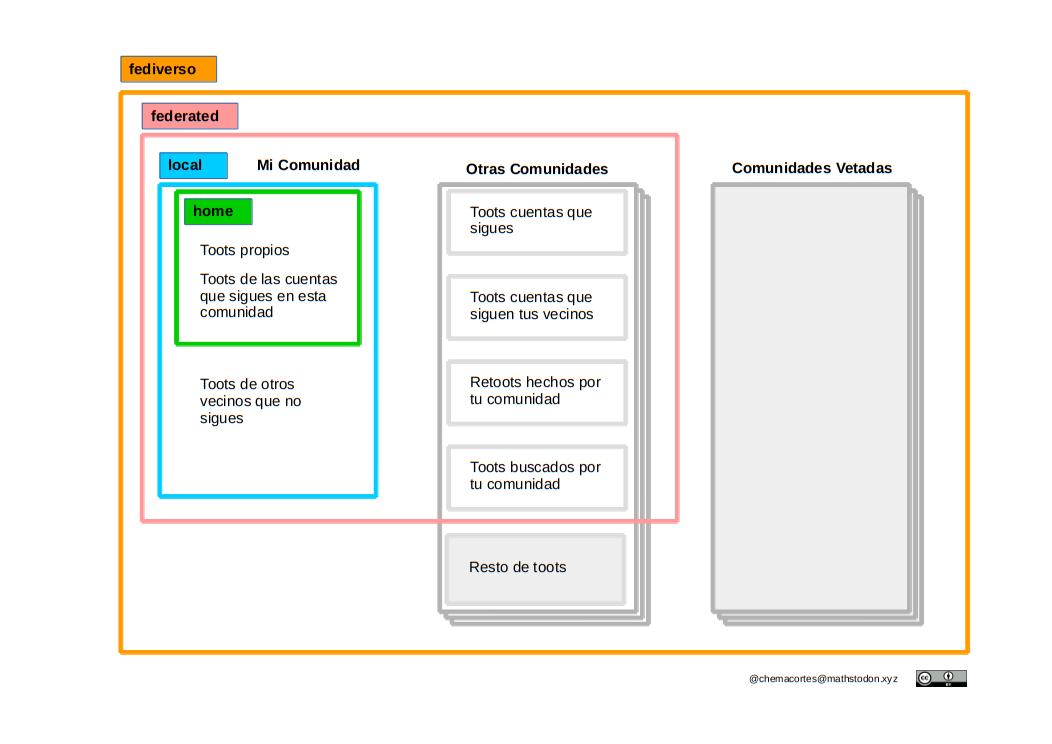 fediverso
federated
local
Mi Comunidad
Otras Comunidades
Comunidades Vetadas
home
Toots propios
Toots de las cuentas
que sigues en esta
comunidad
Toots de otros
vecinos que no
sigues
Toots cuentas que
sigues
Toots cuentas que
siguen tus vecinos
Retoots hechos por
tu comunidad
Toots buscados por
tu comunidad
Resto de toots
@chemacortes@mathstodon.xyz
cc
BY